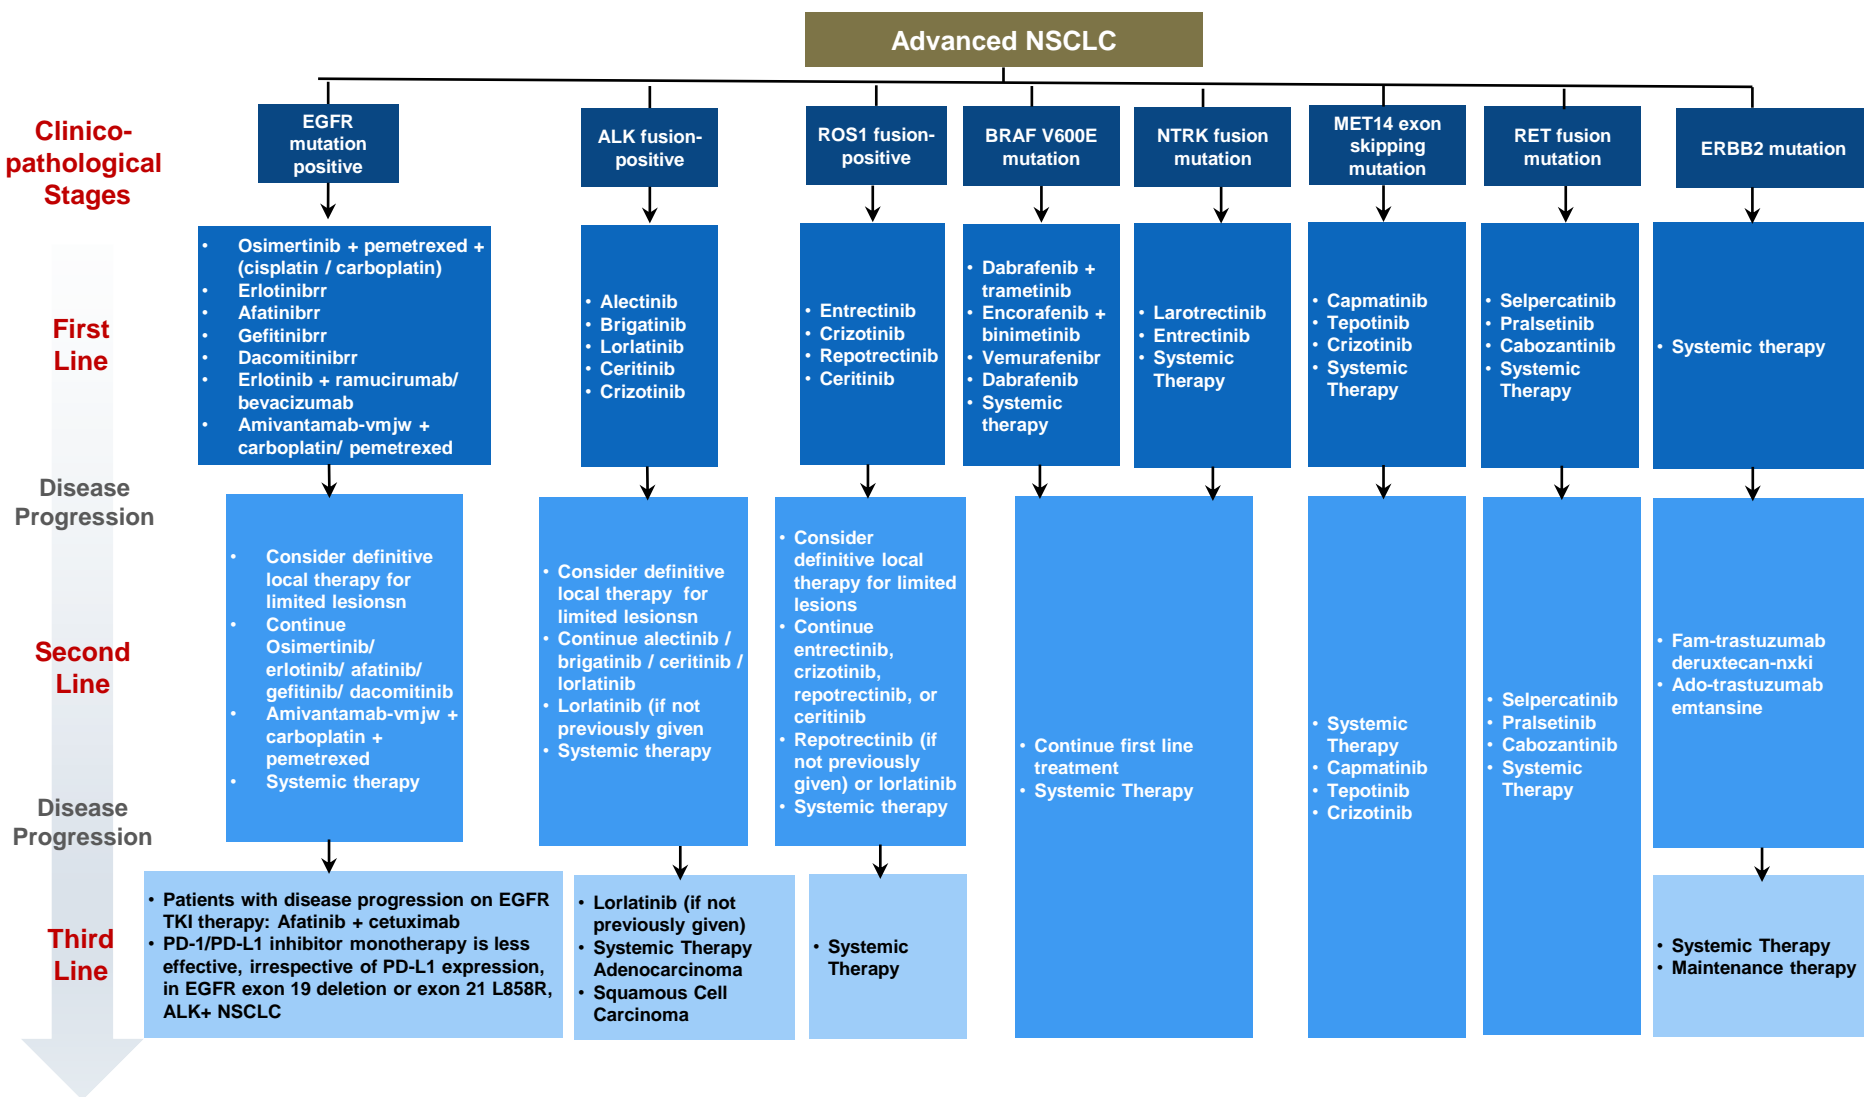 Advanced NSCLC
Clinico-
pathological
Stages
EGFR
mutation
positive
ALK fusion-
positive
ROS1 fusion-
positive
BRAF V600E
mutation
NTRK fusion
mutation
MET14 exon
skipping
mutation
RET fusion
mutation
ERBB2 mutation
First
Line
• Osimertinib + pemetrexed +
(cisplatin / carboplatin)
• Erlotinibrr
• Afatinibrr
• Gefitinibrr
• Dacomitinibrr
• Erlotinib + ramucirumab/
bevacizumab
• Amivantamab-vmjw +
carboplatin/ pemetrexed
• Alectinib
• Brigatinib
• Lorlatinib
• Ceritinib
• Crizotinib
• Entrectinib
• Crizotinib
• Repotrectinib
• Ceritinib
• Dabrafenib +
trametinib
• Encorafenib +
binimetinib
• Vemurafenibr
• Dabrafenib
• Systemic
therapy
• Larotrectinib
• Entrectinib
• Systemic
Therapy
• Capmatinib
• Tepotinib
• Crizotinib
• Systemic
Therapy
• Selpercatinib
• Pralsetinib
• Cabozantinib
• Systemic
Therapy
• Systemic therapy
Disease
Progression
Second
Line
• Consider definitive
local therapy for
limited lesionsn
• Continue
Osimertinib/
erlotinib/ afatinib/
gefitinib/ dacomitinib
• Amivantamab-vmjw +
carboplatin +
pemetrexed
• Systemic therapy
• Consider definitive
local therapy for
limited lesionsn
• Continue alectinib /
brigatinib / ceritinib /
lorlatinib
• Lorlatinib (if not
previously given
• Systemic therapy
• Consider
definitive local
therapy for limited
lesions
• Continue
entrectinib,
crizotinib,
repotrectinib, or
ceritinib
• Repotrectinib (if
not previously
given) or lorlatinib
• Systemic therapy
• Continue first line
treatment
• Systemic Therapy
• Systemic
Therapy
• Capmatinib
• Tepotinib
• Crizotinib
• Selpercatinib
• Pralsetinib
• Cabozantinib
• Systemic
Therapy
• Fam-trastuzumab
deruxtecan-nxki
• Ado-trastuzumab
emtansine
Disease
Progression
Third
Line
• Patients with disease progression on EGFR
TKI therapy: Afatinib + cetuximab
• PD-1/PD-L1 inhibitor monotherapy is less
effective, irrespective of PD-L1 expression,
in EGFR exon 19 deletion or exon 21 L858R,
ALK+ NSCLC
• Lorlatinib (if not
previously given)
• Systemic Therapy
Adenocarcinoma
• Squamous Cell
Carcinoma
• Systemic
Therapy
• Systemic Therapy
• Maintenance therapy